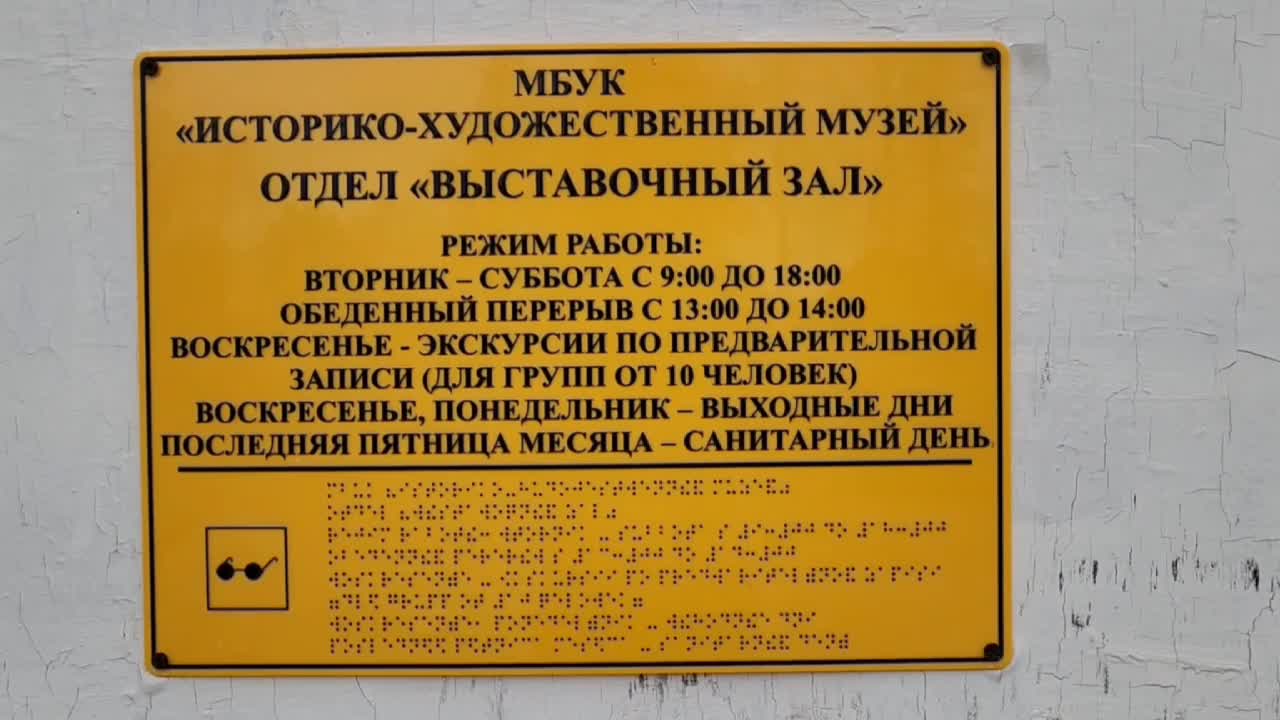 МБУК
«ИСТОРИКО-ХУДОЖЕСТВЕННЫЙ МУЗЕЙ»
ОТДЕЛ «ВЫСТАВОЧНЫЙ ЗАЛ»
РЕЖИМ РАБОТЫ:
ВТОРНИК – СУББОТА С 9:00 ДО 18:00
ОБЕДЕННЫЙ ПЕРЕРЫВ С 13:00 ДО 14:00
ВОСКРЕСЕНЬЕ - ЭКСКУРСИИ ПО ПРЕДВАРИТЕЛЬНОЙ
ЗАПИСИ (ДЛЯ ГРУПП ОТ 10 ЧЕЛОВЕК)
ВОСКРЕСЕНЬЕ, ПОНЕДЕЛЬНИК – ВЫХОДНЫЕ ДНИ
ПОСЛЕДНЯЯ ПЯТНИЦА МЕСЯЦА – САНИТАРНЫЙ ДЕНЬ